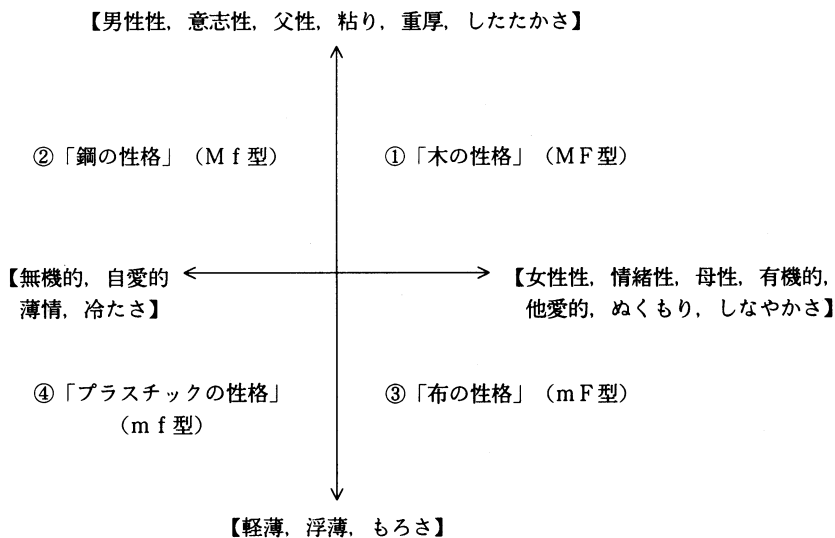 【男性性，意志性，父性，粘り，重厚，したたかさ】
②「鋼の性格」（Ｍｆ型）
①「木の性格」（ＭＦ型）
【無機的，自愛的
薄情，冷たさ】
【女性性，情緒性，母性，有機的，
他愛的，ぬくもり，しなやかさ】
④「プラスチックの性格」
（ｍｆ型）
③「布の性格」（ｍＦ型）
【軽薄，浮薄，もろさ】